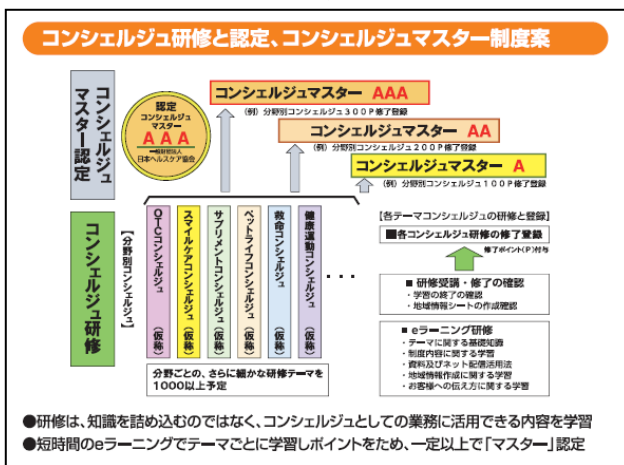 コンシェルジュ研修と認定、コンシェルジュマスター制度案
コンシェルジュ
マスター認定
認定
コンシェルジュ
マスター
AAA
一般財団法人
日本ヘルスケア協会
コンシェルジュマスター AAA
(例)分野別コンシェルジュ300P修了登録
コンシェルジュマスター AA
(例)分野別コンシェルジュ200P修了登録
コンシェルジュマスター A
(例)分野別コンシェルジュ100P修了登録
コンシェルジュ研修
【分野別コンシェルジュ】
OTCコンシェルジュ(仮称)
スマイルケアコンシェルジュ(仮称)
サプリメントコンシェルジュ(仮称)
ペットライフコンシェルジュ(仮称)
救命コンシェルジュ(仮称)
健康運動コンシェルジュ(仮称)
・・・
分野ごとの、さらに細かな研修テーマを
1000以上予定
【各テーマコンシェルジュの研修と登録】
■各コンシェルジュ研修の修了登録
修了ポイント(P)付与
■研修受講・修了の確認
・学習の終了の確認
・地域情報シートの作成確認
■eラーニング研修
・テーマに関する基礎知識
・制度内容に関する学習
・資料及びネット配信活用法
・地域情報作成に関する学習
・お客様への伝え方に関する学習
●研修は、知識を詰め込むのではなく、コンシェルジュとしての業務に活用できる内容を学習
●短時間のeラーニングでテーマごとに学習しポイントをため、一定以上で「マスター」認定